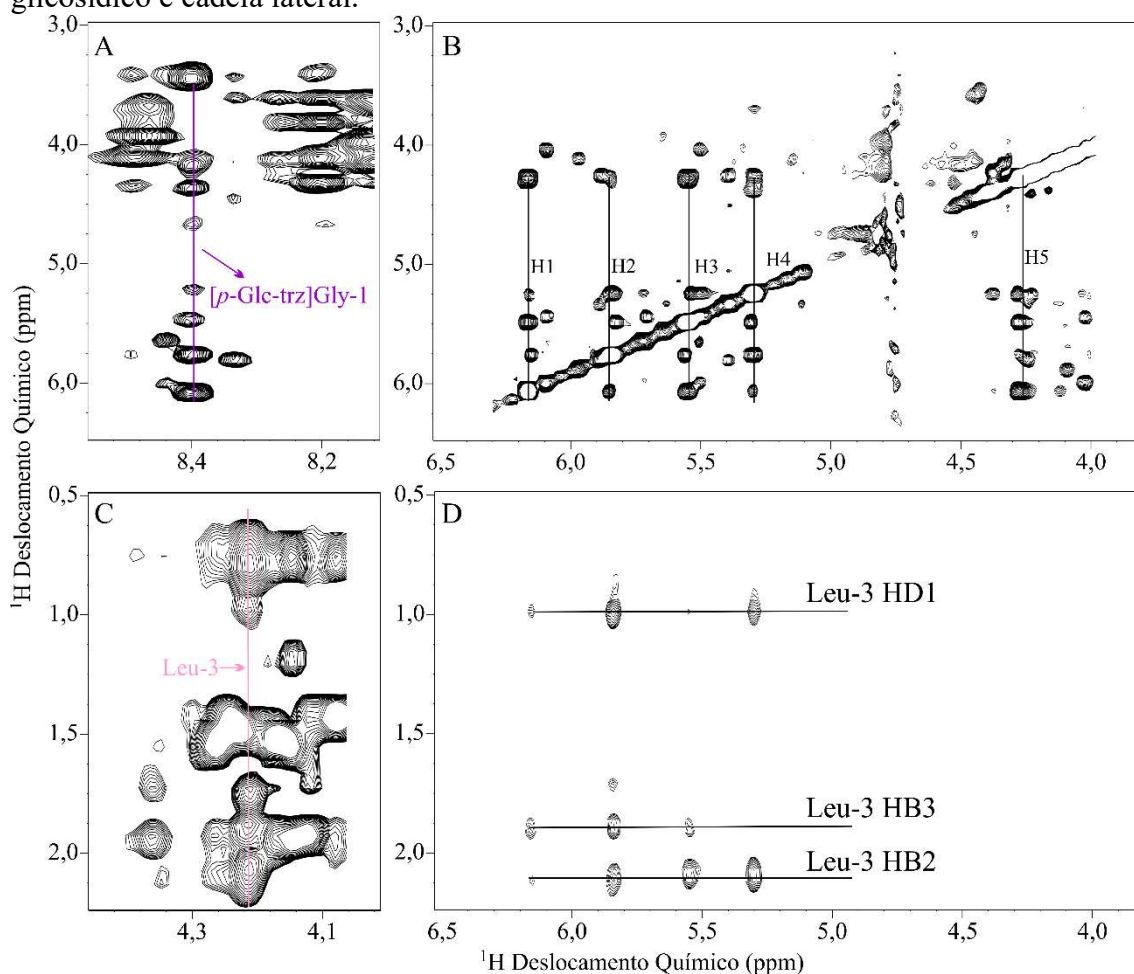 glicosídico e cadeia lateral.
A
B
3,0
4,0
5,0
6,0
[p-Glc-trz]Gly-1
H1
H2
H3
H4
H5
4,0
5,0
6,0
8,4
8,2
6,5
6,0
5,5
5,0
4,5
4,0
¹H Deslocamento Químico (ppm)
C
D
0,5
1,0
1,5
2,0
Leu-3
0,5
1,0
1,5
2,0
Leu-3 HD1
Leu-3 HB3
Leu-3 HB2
4,3
4,1
6,5
6,0
5,5
5,0
4,5
4,0
¹H Deslocamento Químico (ppm)